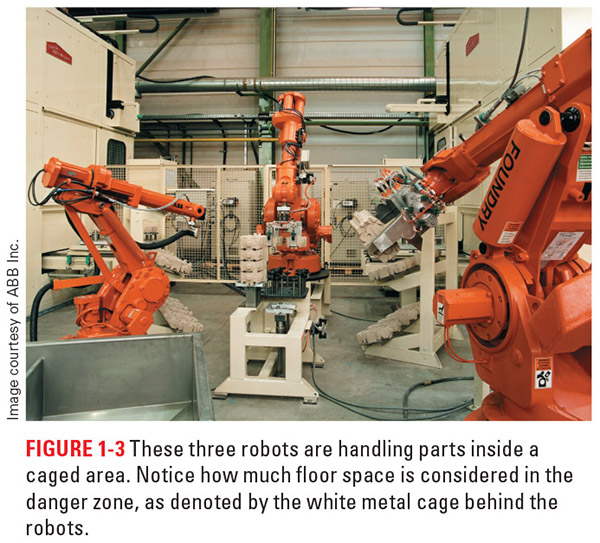 FOUNDRY
Image courtesy of ABB Inc.
FIGURE 1-3 These three robots are handling parts inside a
caged area. Notice how much floor space is considered in the
danger zone, as denoted by the white metal cage behind the
robots.